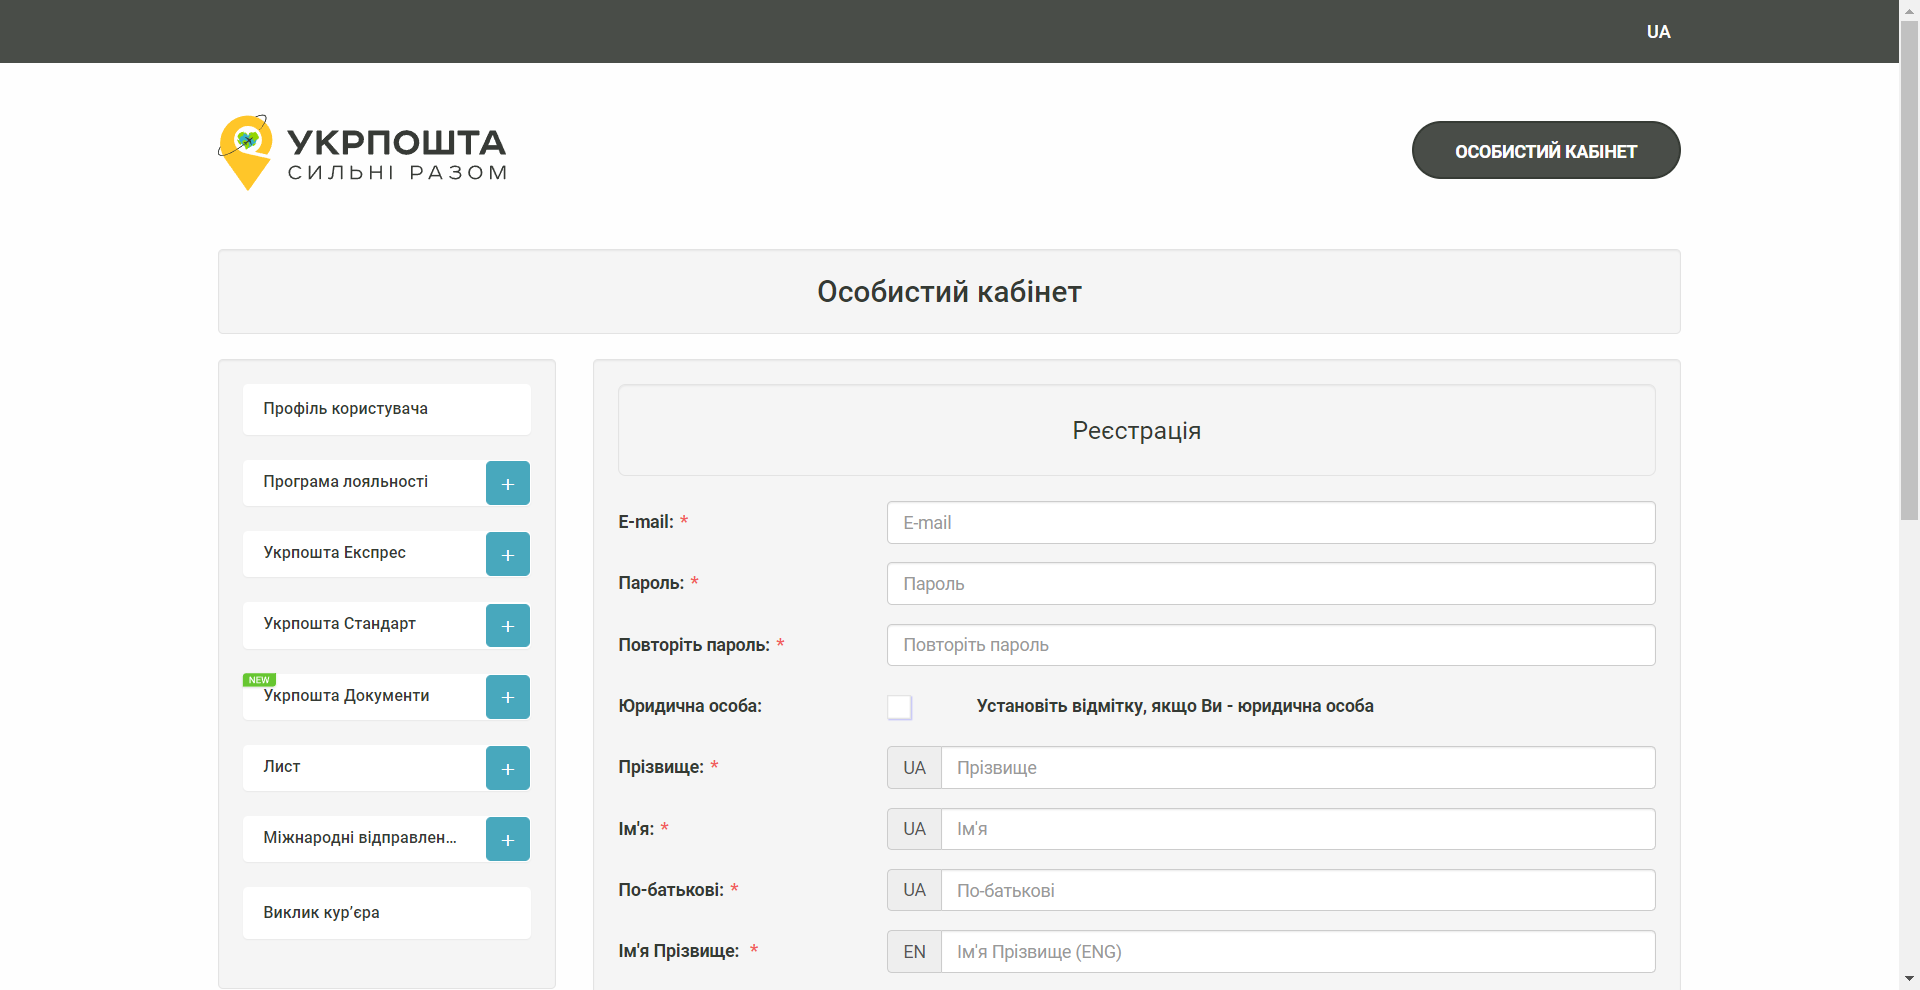 UA
УКРПОШТА
СИЛЬНІ РАЗОМ
ОСОБИСТИЙ КАБІНЕТ
Особистий кабінет
Профіль користувача
Програма лояльності
+
Укрпошта Експрес
+
Укрпошта Стандарт
+
NEW
Укрпошта Документи
+
Лист
+
Міжнародні відправлен...
+
Виклик кур’єра
Реєстрація
E-mail: *
E-mail
Пароль: *
Пароль
Повторіть пароль: *
Повторіть пароль
Юридична особа:
Установіть відмітку, якщо Ви - юридична особа
Прізвище: *
UA Прізвище
Ім'я: *
UA Ім'я
По-батькові: *
UA По-батькові
Ім'я Прізвище: *
EN Ім'я Прізвище (ENG)